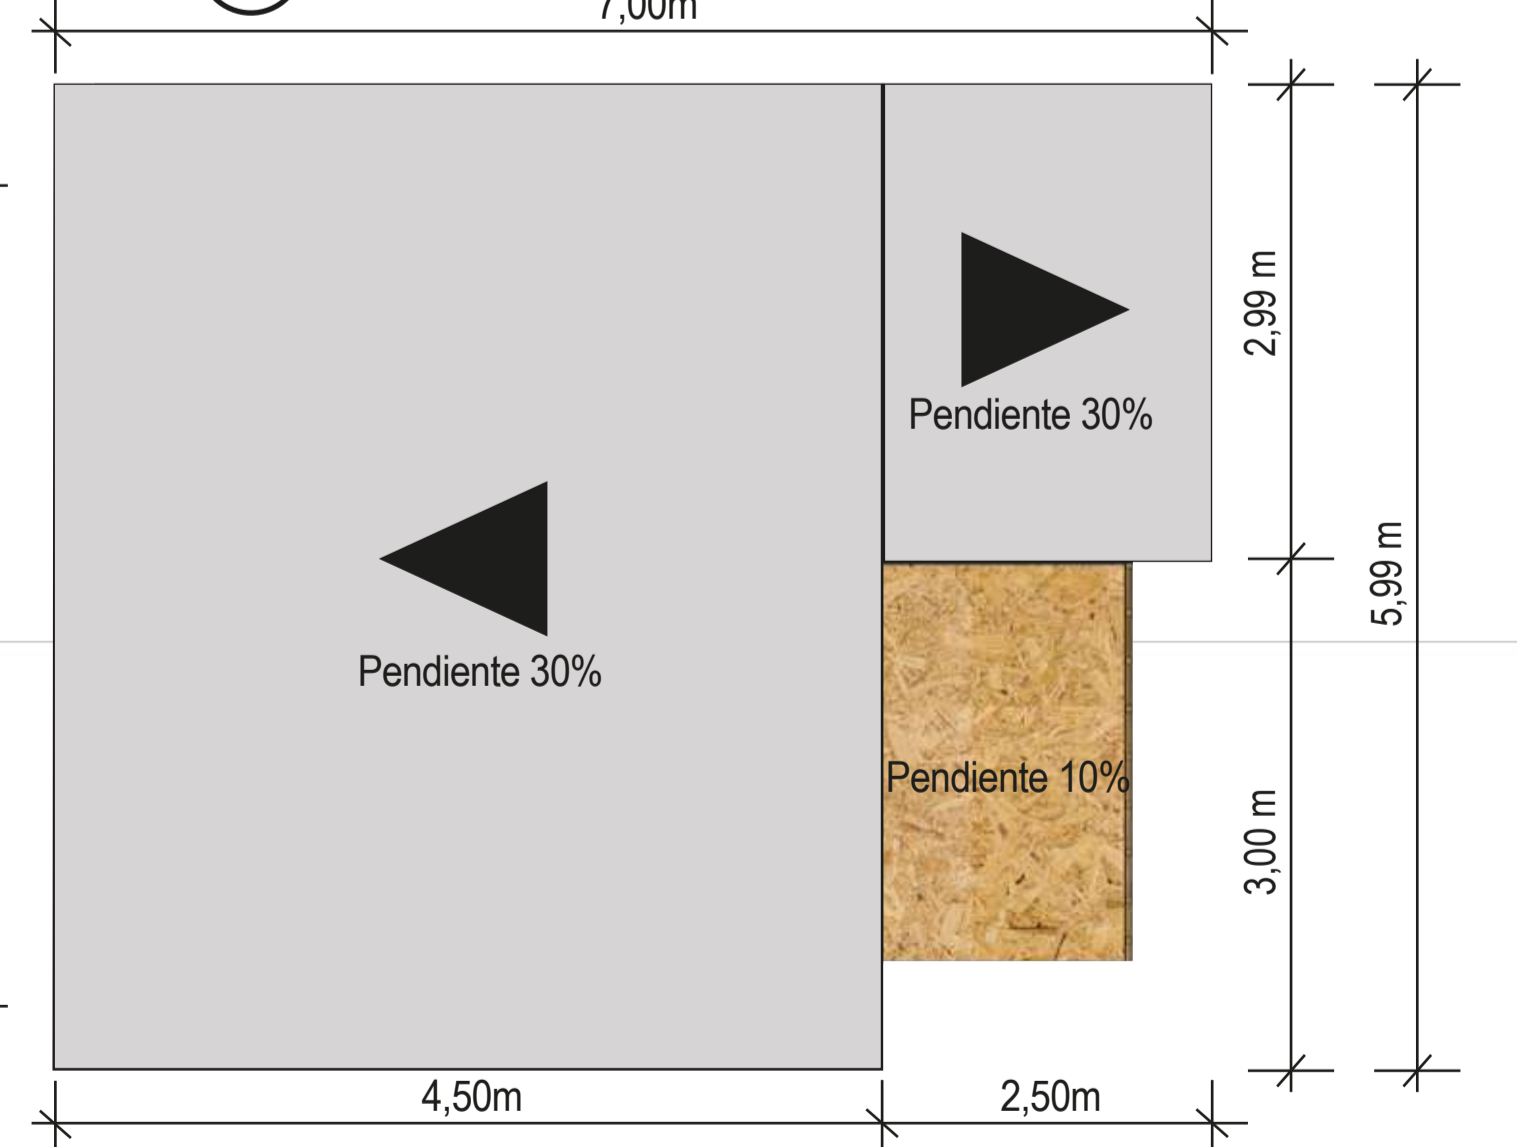 7,00m
2,99 m
Pendiente 30%
5,99 m
Pendiente 30%
Pendiente 10%
3,00 m
4,50m
2,50m